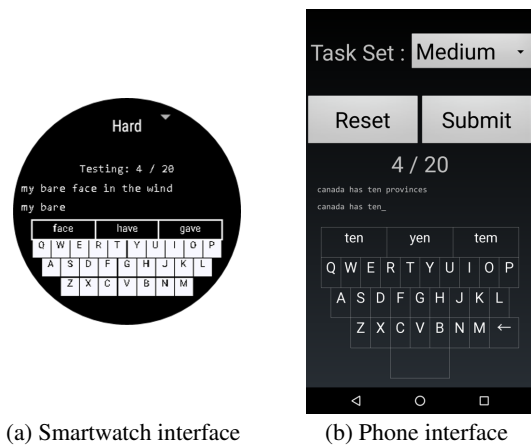 Hard
Testing: 4 / 20
my bare face in the wind
my bare
face have gave
Q W E R T Y U I O P
A S D F G H J K L
Z X C V B N M
(a) Smartwatch interface
Task Set : Medium
Reset Submit
4 / 20
canada has ten provinces
canada has ten_
ten yen tem
Q W E R T Y U I O P
A S D F G H J K L
Z X C V B N M ←
(b) Phone interface